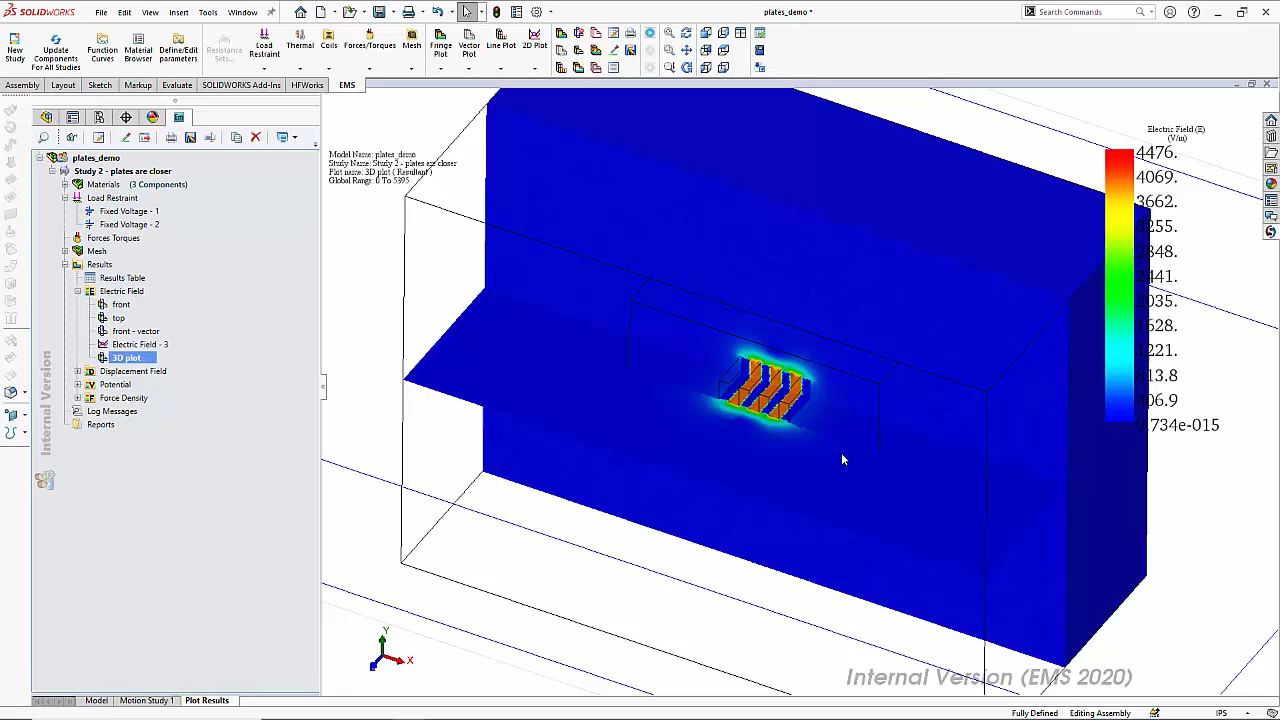 SOLIDWORKS
File Edit View Insert Tools Window
plates_demo *
Search Commands
New Study
Update Components For All Studies
Function Curves
Material Browser
Define/Edit parameters
Resistance Sets...
Load Restraint
Thermal
Coils
Forces/Torques
Mesh
Fringe Plot
Vector Plot
Line Plot
2D Plot
Assembly Layout Sketch Markup Evaluate SOLIDWORKS Add-Ins HFWorks EMS
plates_demo
Study 2 - plates are closer
Materials (3 Components)
Load Restraint
Fixed Voltage - 1
Fixed Voltage - 2
Forces Torques
Mesh
Results
Results Table
Electric Field
front
top
front - vector
Electric Field - 3
3D plot
Displacement Field
Potential
Force Density
Log Messages
Reports
Internal Version
Model Name: plates_demo
Study Name: Study 2 - plates are closer
Plot name: 3D plot ( Resultant )
Global Range: 0 To 5395
Electric Field (E)
(V/m)
4476.
4069.
3662.
3255.
2848.
2441.
2035.
1628.
1221.
813.8
406.9
9.734e-015
Y
X
Internal Version (EMS 2020)
Model Motion Study 1 Plot Results
Fully Defined Editing Assembly IPS